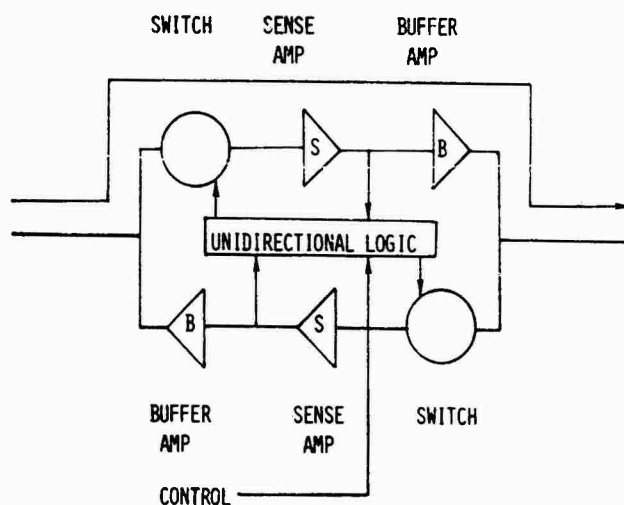 SWITCH SENSE AMP BUFFER AMP
S B
UNIDIRECTIONAL LOGIC
B S
BUFFER AMP SENSE AMP SWITCH
CONTROL